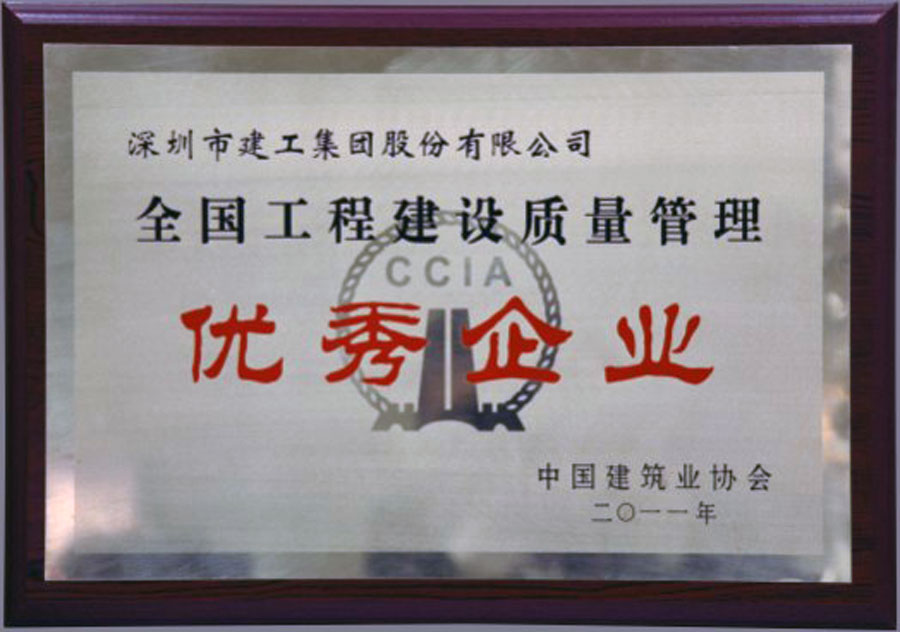 深圳市建工集团股份有限公司
全国工程建设质量管理
CCIA
优秀企业
中国建筑业协会
二〇一一年